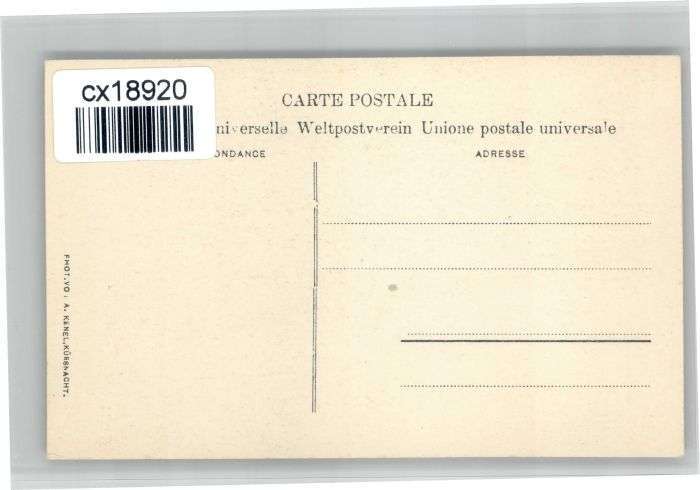 cx18920
CARTE POSTALE
niverselle Weltpostverein Unione postale universale
ONDANCE
ADRESSE
PHOT. VO: A. KENEL, KÜSSNACHT.